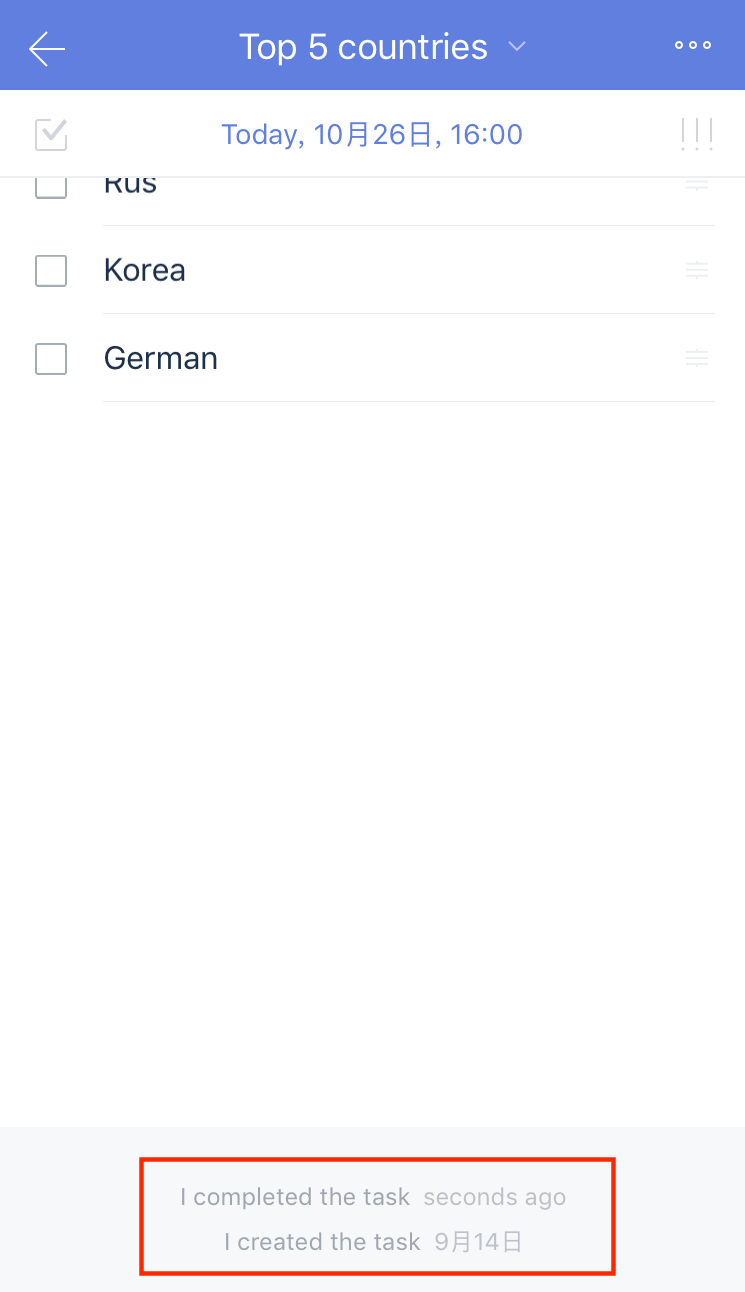 Top 5 countries
Today, 10月26日, 16:00
Rus
Korea
German
I completed the task seconds ago
I created the task 9月14日